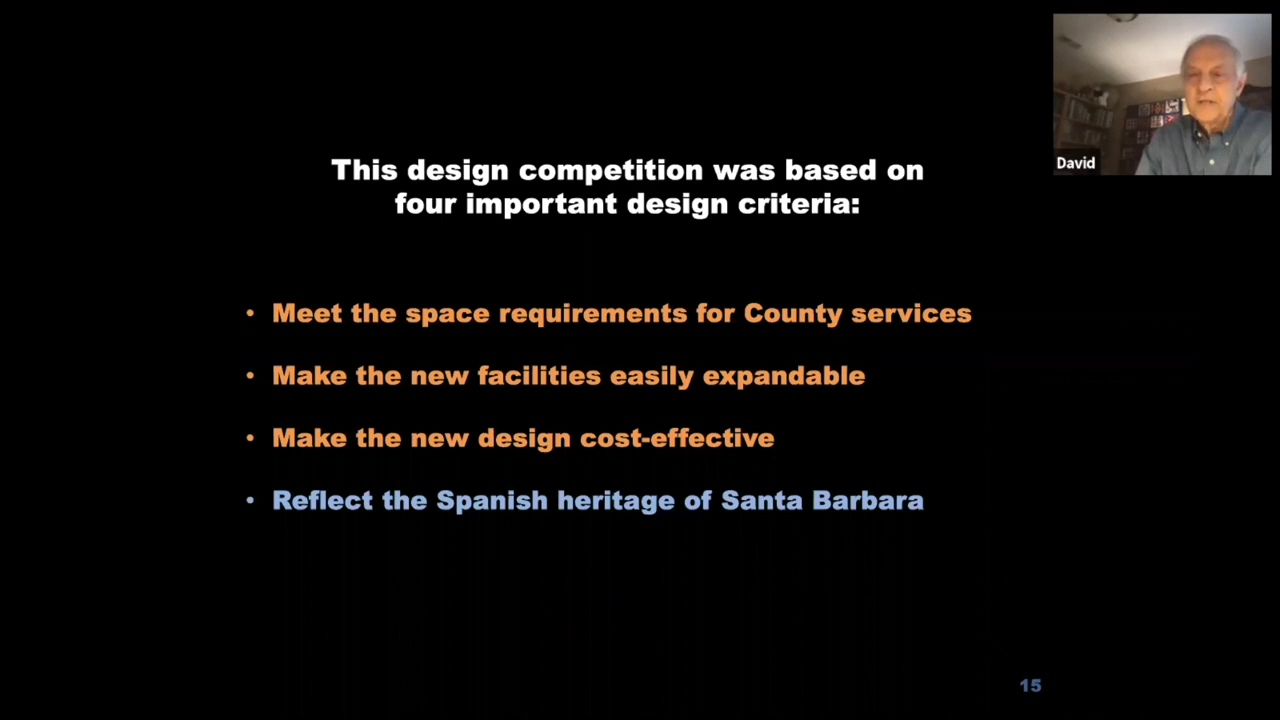 This design competition was based on
four important design criteria:
• Meet the space requirements for County services
• Make the new facilities easily expandable
• Make the new design cost-effective
• Reflect the Spanish heritage of Santa Barbara
David
15